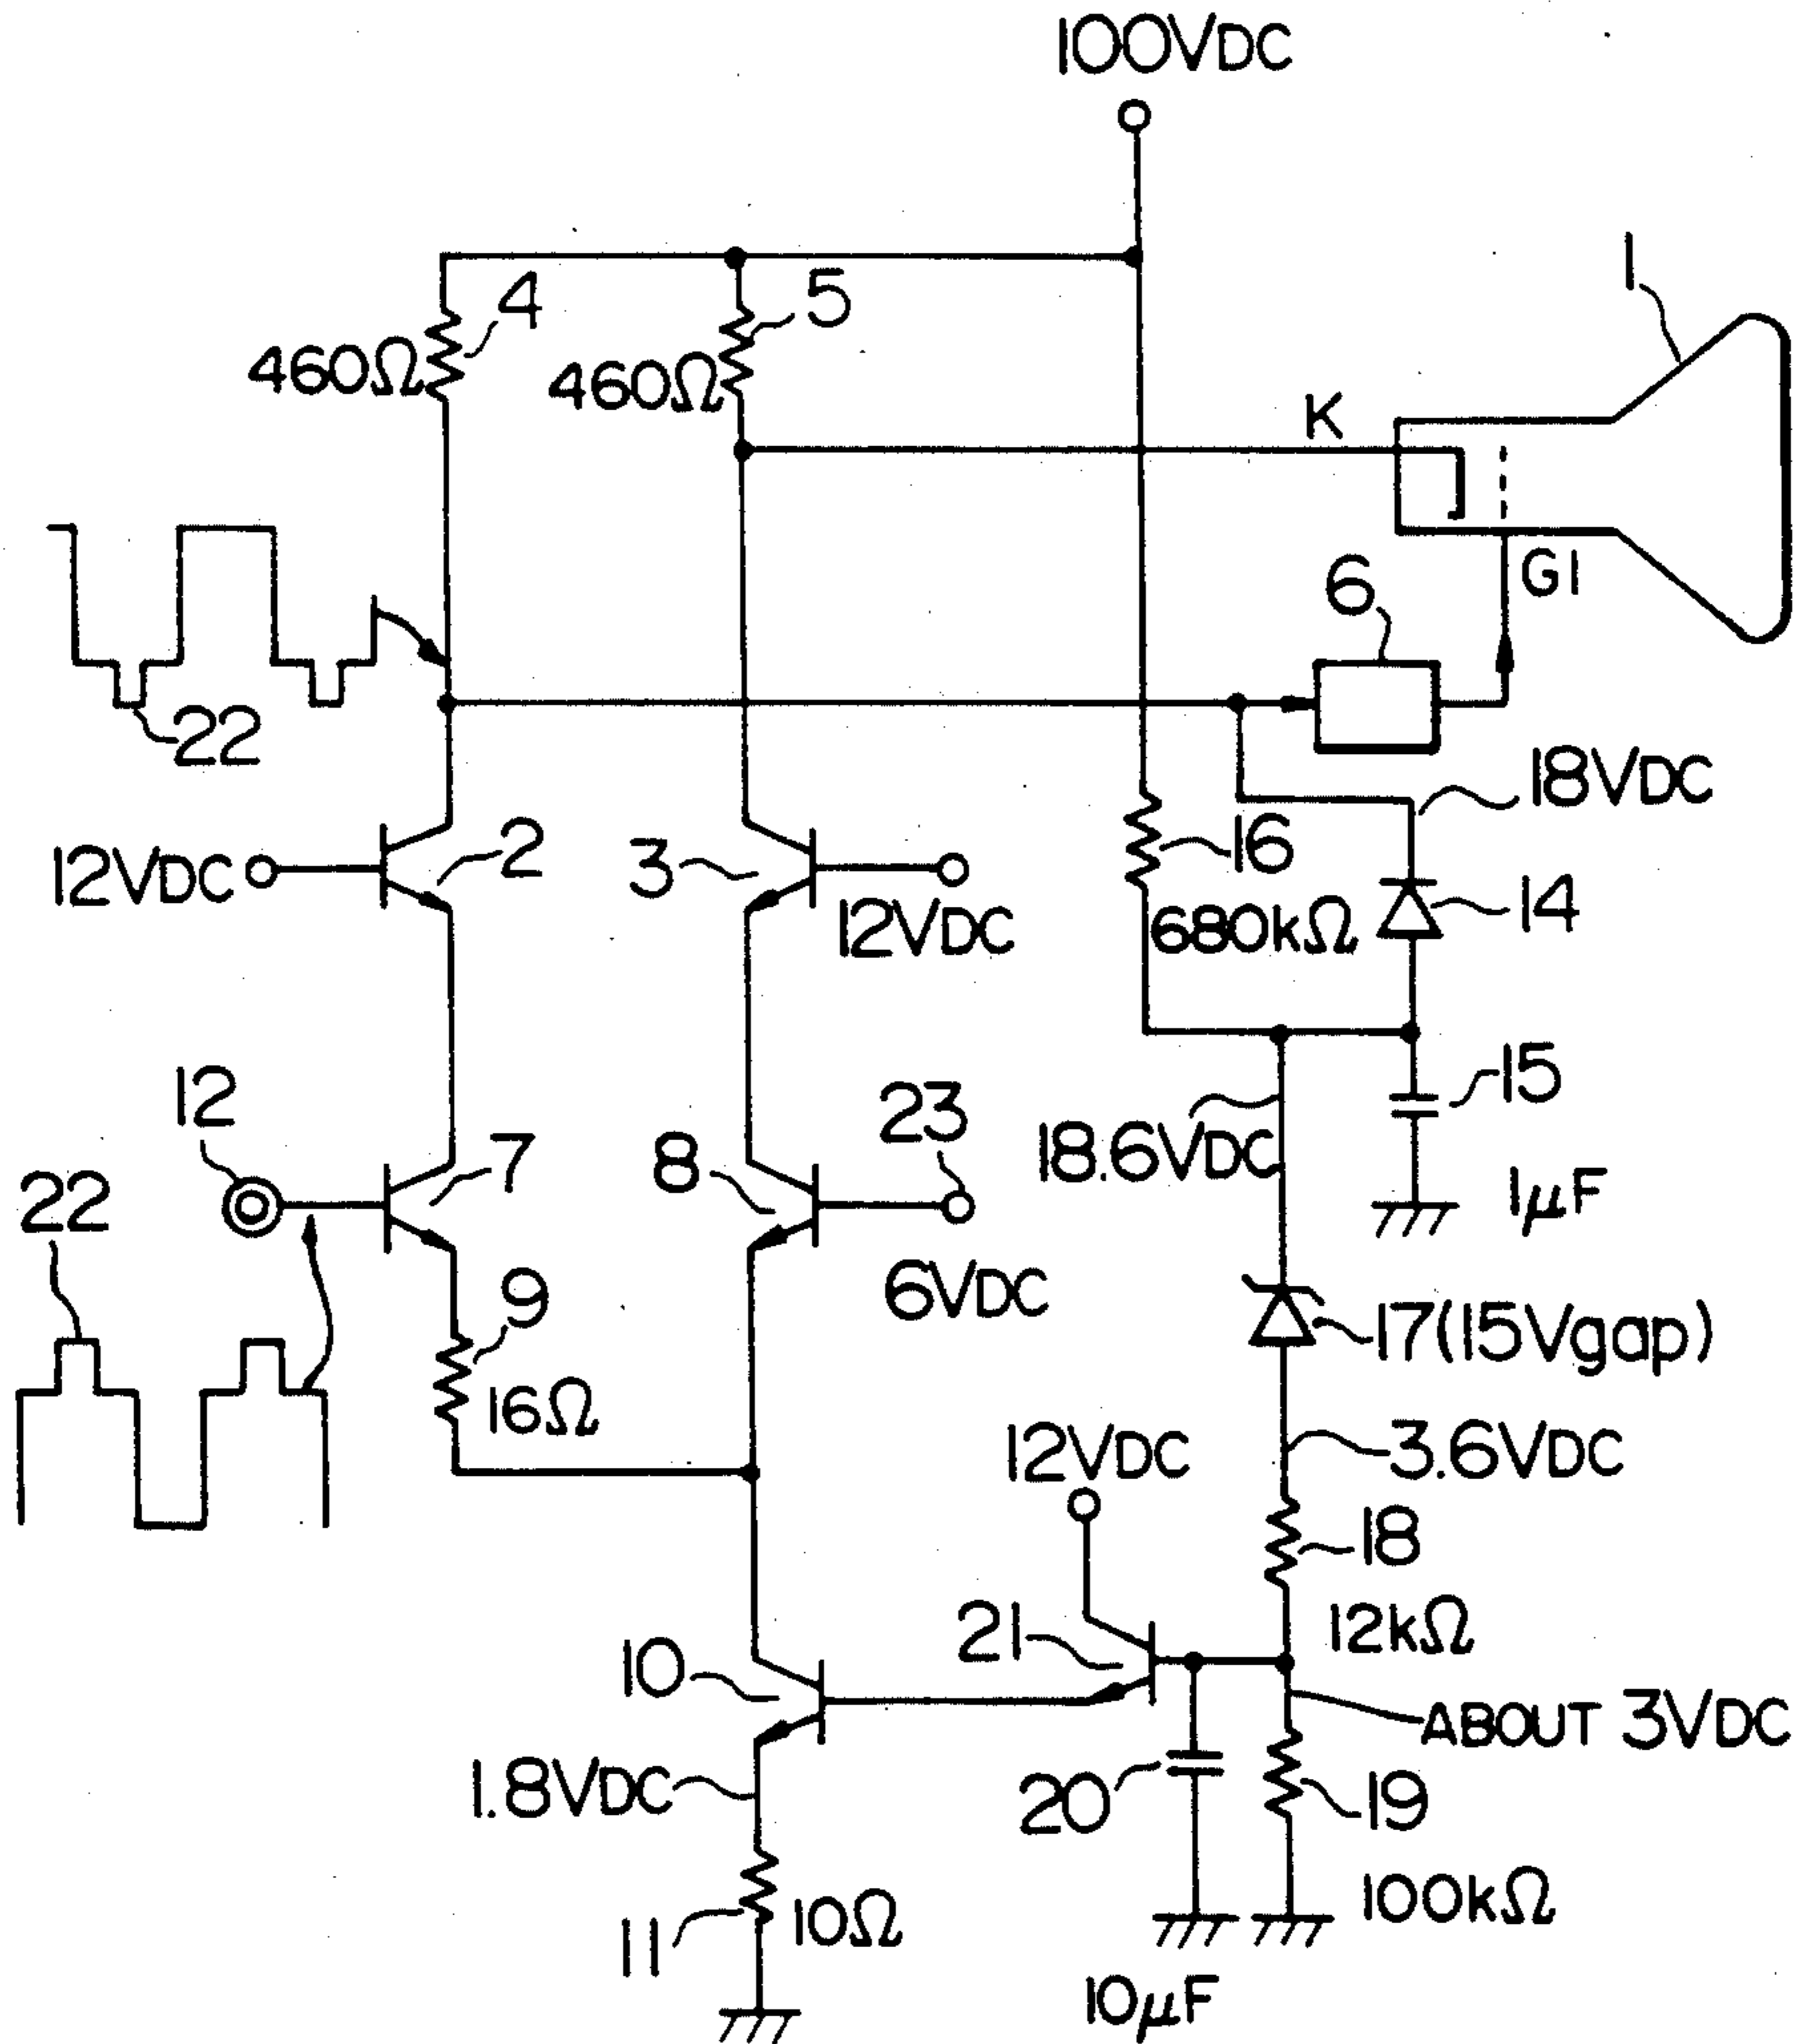 100VDC
4
5
1
460Ω
460Ω
K
G1
6
22
18VDC
12VDC
2
3
16
14
12VDC
680kΩ
12
7
8
23
15
22
18.6VDC
1μF
9
6VDC
17(15Vgap)
16Ω
12VDC
3.6VDC
18
21
12kΩ
10
ABOUT 3VDC
1.8VDC
20
19
11
10Ω
100kΩ
10μF